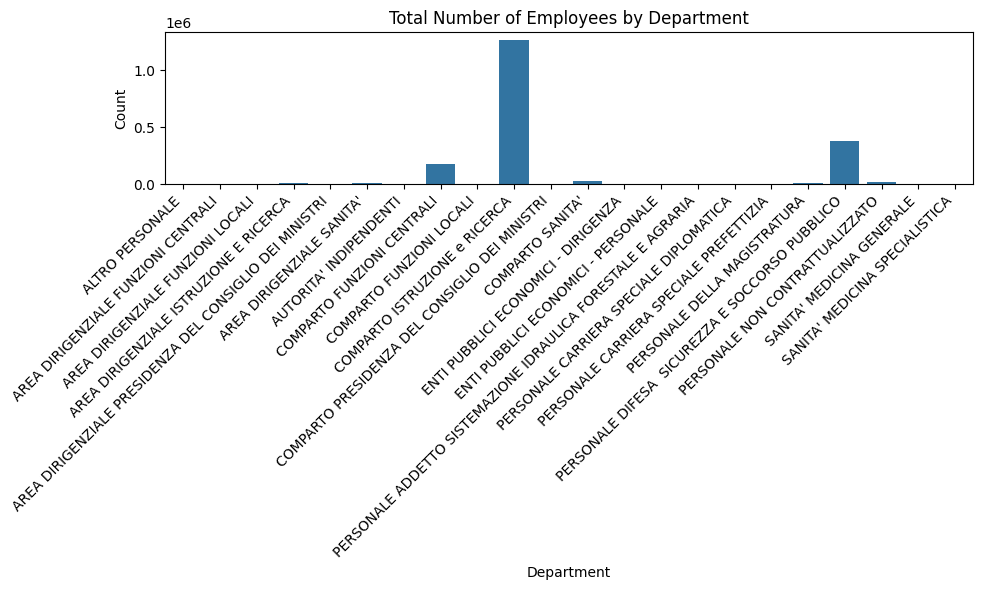 Total Number of Employees by Department
1e6
1.0
0.5
0.0
Count
ALTRO PERSONALE
AREA DIRIGENZIALE FUNZIONI CENTRALI
AREA DIRIGENZIALE FUNZIONI LOCALI
AREA DIRIGENZIALE ISTRUZIONE E RICERCA
AREA DIRIGENZIALE PRESIDENZA DEL CONSIGLIO DEI MINISTRI
AREA DIRIGENZIALE SANITA'
AUTORITA' INDIPENDENTI
COMPARTO FUNZIONI CENTRALI
COMPARTO FUNZIONI LOCALI
COMPARTO ISTRUZIONE e RICERCA
COMPARTO PRESIDENZA DEL CONSIGLIO DEI MINISTRI
COMPARTO SANITA'
ENTI PUBBLICI ECONOMICI - DIRIGENZA
ENTI PUBBLICI ECONOMICI - PERSONALE
PERSONALE ADDETTO SISTEMAZIONE IDRAULICA FORESTALE E AGRARIA
PERSONALE CARRIERA SPECIALE DIPLOMATICA
PERSONALE CARRIERA SPECIALE PREFETTIZIA
PERSONALE DELLA MAGISTRATURA
PERSONALE DIFESA  SICUREZZA E SOCCORSO PUBBLICO
PERSONALE NON CONTRATTUALIZZATO
SANITA' MEDICINA GENERALE
SANITA' MEDICINA SPECIALISTICA
Department